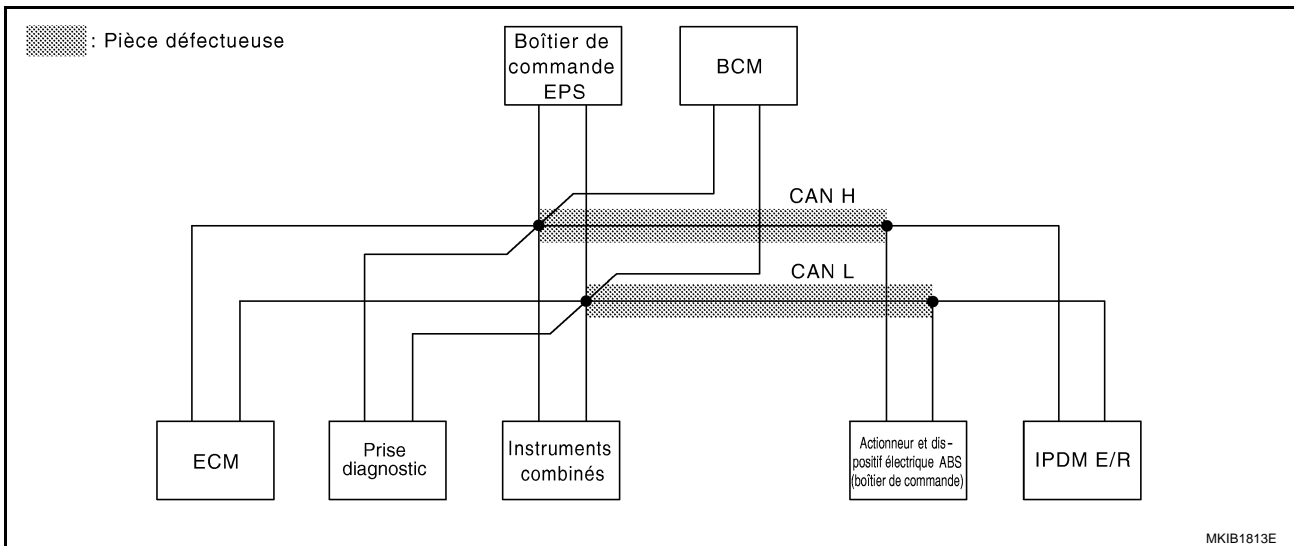 : Pièce défectueuse
Boîtier de
commande
EPS
BCM
CAN H
CAN L
ECM
Prise
diagnostic
Instruments
combinés
Actionneur et dis-
positif électrique ABS
(boîtier de commande)
IPDM E/R
MKIB1813E